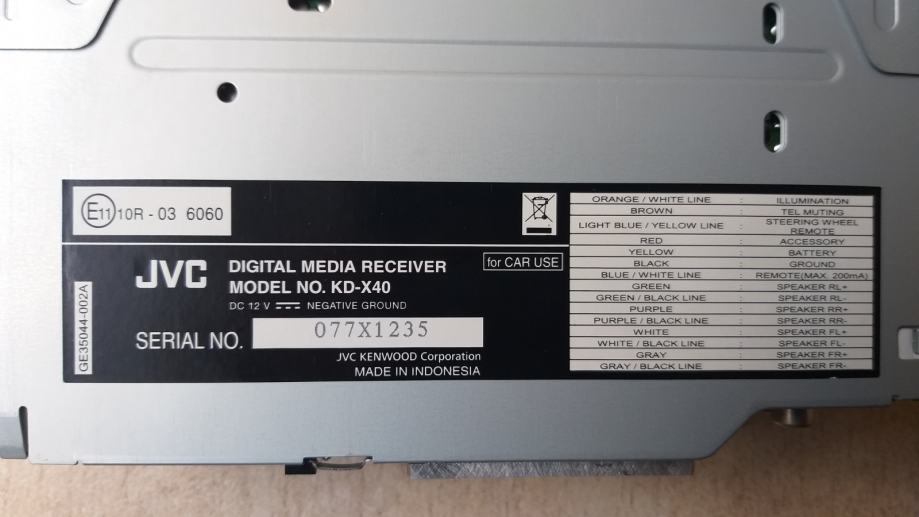 E11 10R - 03 6060
JVC
DIGITAL MEDIA RECEIVER
for CAR USE
MODEL NO. KD-X40
DC 12 V NEGATIVE GROUND
SERIAL NO. 077X1235
JVC KENWOOD Corporation
MADE IN INDONESIA
GE35044-002A
ORANGE / WHITE LINE : ILLUMINATION
BROWN : TEL MUTING
LIGHT BLUE / YELLOW LINE : STEERING WHEEL
REMOTE
RED : ACCESSORY
YELLOW : BATTERY
BLACK : GROUND
BLUE / WHITE LINE : REMOTE(MAX. 200mA)
GREEN : SPEAKER RL+
GREEN / BLACK LINE : SPEAKER RL-
PURPLE : SPEAKER RR+
PURPLE / BLACK LINE : SPEAKER RR-
WHITE : SPEAKER FL+
WHITE / BLACK LINE : SPEAKER FL-
GRAY : SPEAKER FR+
GRAY / BLACK LINE : SPEAKER FR-